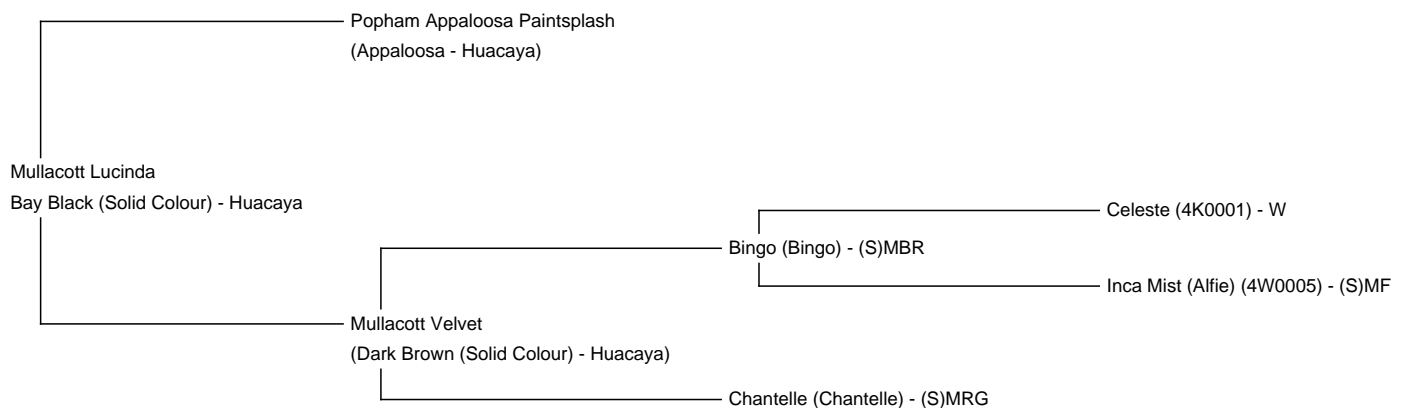 Popham Appaloosa Paintsplash
(Appaloosa - Huacaya)
Mullacott Lucinda
Bay Black (Solid Colour) - Huacaya
Celeste (4K0001) - W
Bingo (Bingo) - (S)MBR
Inca Mist (Alfie) (4W0005) - (S)MF
Mullacott Velvet
(Dark Brown (Solid Colour) - Huacaya)
Chantelle (Chantelle) - (S)MRG